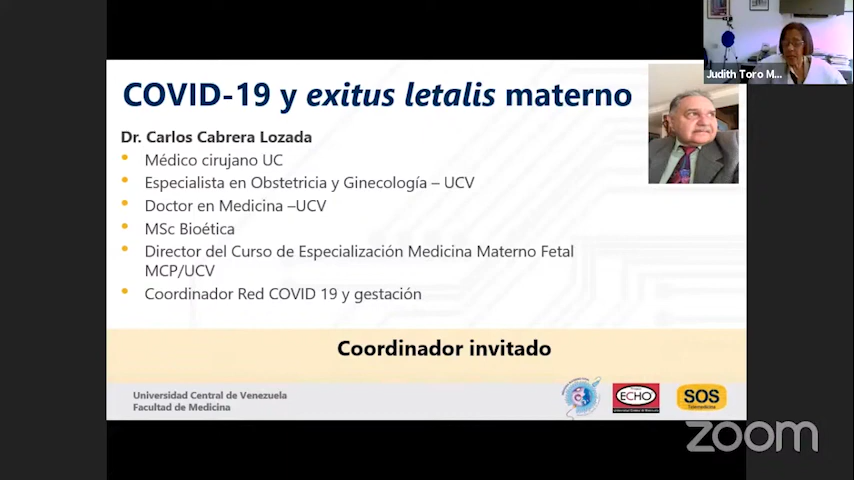 Judith Toro M...
COVID-19 y exitus letalis materno
Dr. Carlos Cabrera Lozada
• Médico cirujano UC
• Especialista en Obstetricia y Ginecología – UCV
• Doctor en Medicina –UCV
• MSc Bioética
• Director del Curso de Especialización Medicina Materno Fetal
MCP/UCV
• Coordinador Red COVID 19 y gestación
Coordinador invitado
Universidad Central de Venezuela
Facultad de Medicina
ECHO
SOS
Telemedicina
zoom